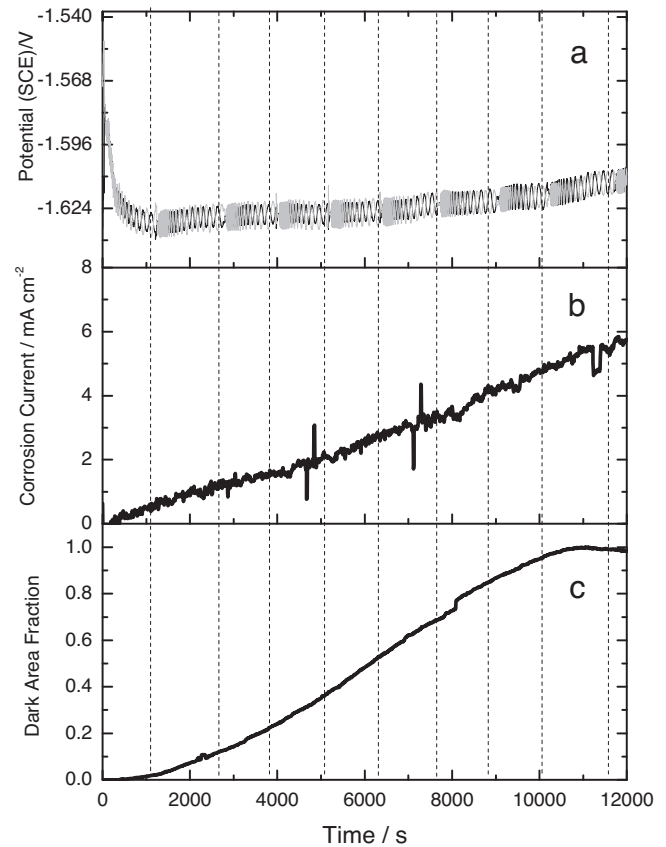 a
Potential (SCE)/V
-1.540
-1.568
-1.596
-1.624
b
Corrosion Current / mA cm⁻²
8
6
4
2
0
c
Dark Area Fraction
1.0
0.8
0.6
0.4
0.2
0.0
0 2000 4000 6000 8000 10000 12000
Time / s